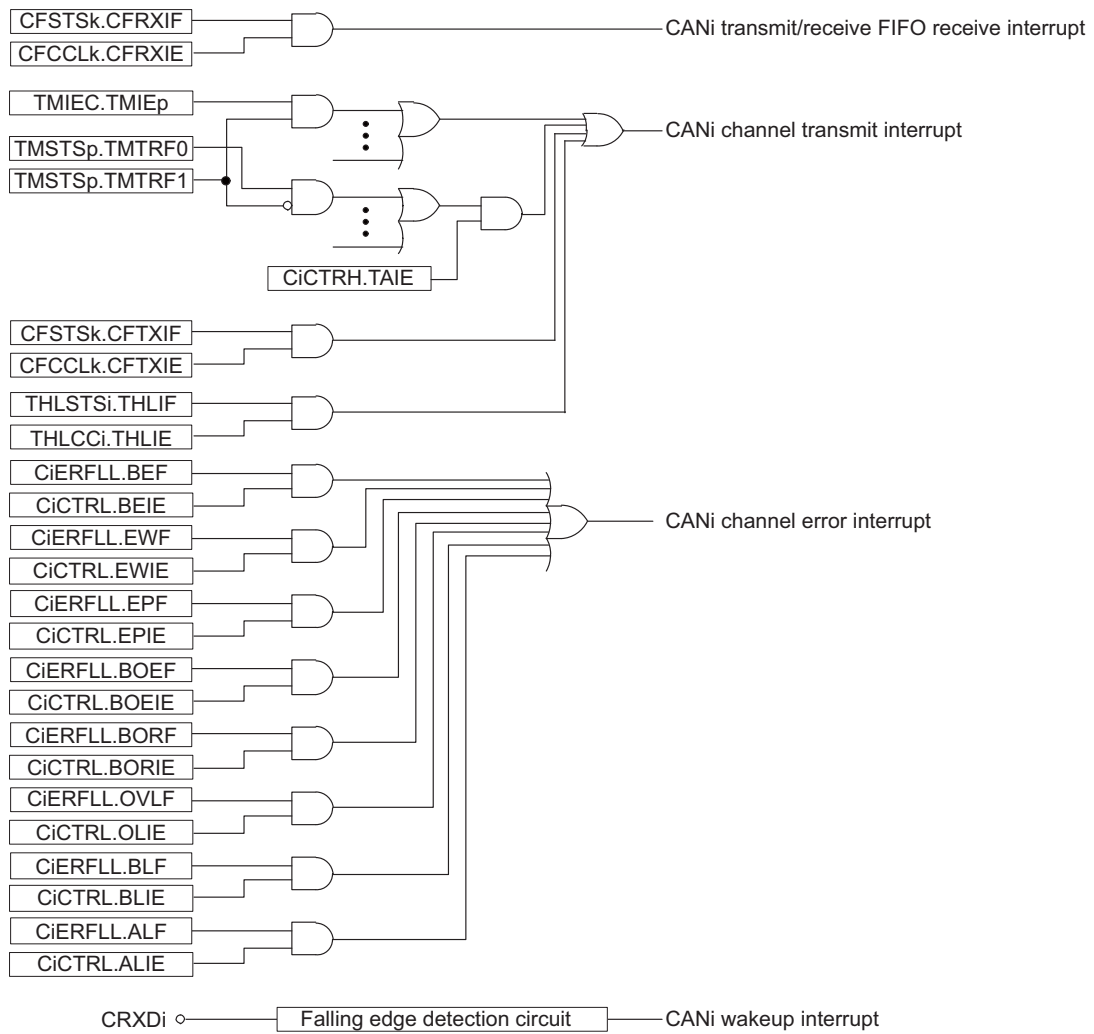 CFSTSk.CFRXIF
CFCCLk.CFRXIE
CANi transmit/receive FIFO receive interrupt
TMIEC.TMIEp
TMSTSp.TMTRF0
TMSTSp.TMTRF1
CANi channel transmit interrupt
CiCTRH.TAIE
CFSTSk.CFTXIF
CFCCLk.CFTXIE
THLSTSi.THLIF
THLCCi.THLIE
CiERFLL.BEF
CiCTRL.BEIE
CiERFLL.EWF
CiCTRL.EWIE
CANi channel error interrupt
CiERFLL.EPF
CiCTRL.EPIE
CiERFLL.BOEF
CiCTRL.BOEIE
CiERFLL.BORF
CiCTRL.BORIE
CiERFLL.OVLF
CiCTRL.OLIE
CiERFLL.BLF
CiCTRL.BLIE
CiERFLL.ALF
CiCTRL.ALIE
CRXDi Falling edge detection circuit CANi wakeup interrupt